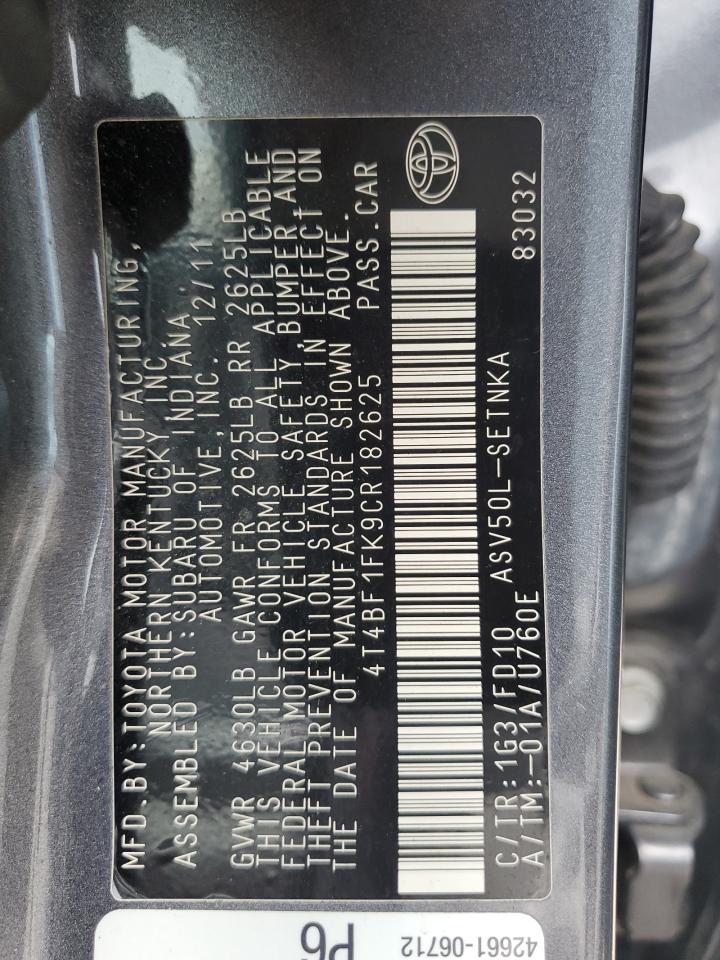 MFD.BY:TOYOTA MOTOR MANUFACTURING,
NORTHERN KENTUCKY INC.
ASSEMBLED BY:SUBARU OF INDIANA
AUTOMOTIVE,INC. 12/11
GVWR 4630LB GAWR FR 2625LB RR 2625LB
THIS VEHICLE CONFORMS TO ALL APPLICABLE
FEDERAL MOTOR VEHICLE SAFETY,BUMPER,AND
THEFT PREVENTION STANDARDS IN EFFECT ON
THE DATE OF MANUFACTURE SHOWN ABOVE.
4T4BF1FK9CR182625 PASS.CAR
C/TR:1G3/FD10 ASV50L-SETNKA
A/TM:-01A/U760E 83032
P6
42661-06712